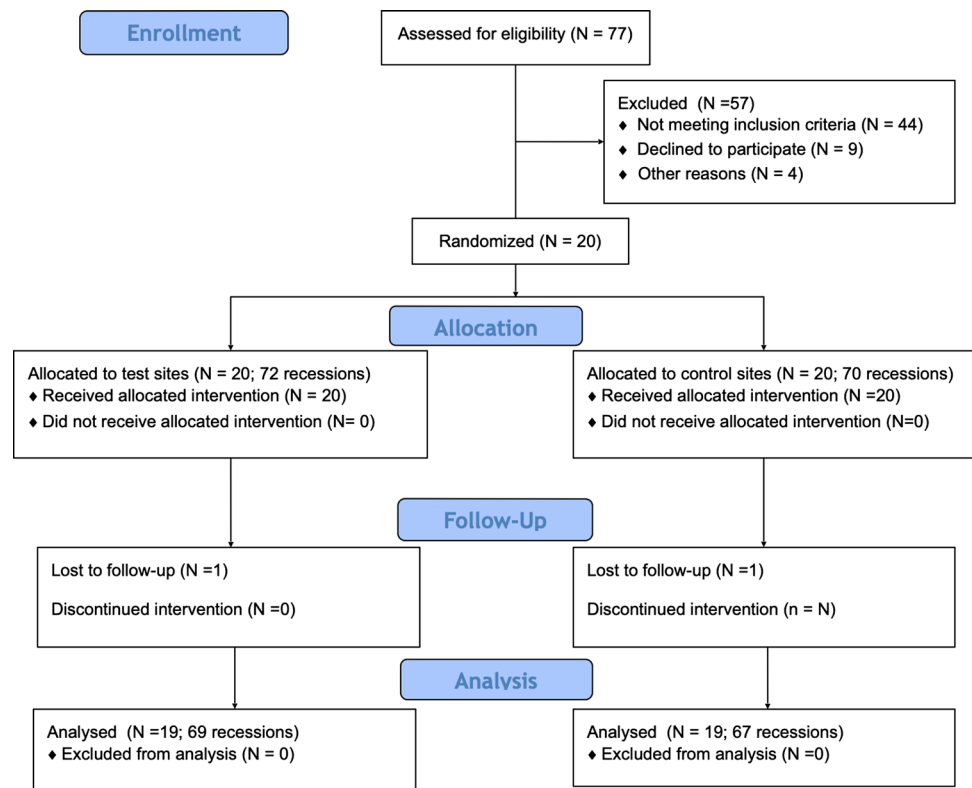 Enrollment
Assessed for eligibility (N = 77)
Excluded (N =57)
♦ Not meeting inclusion criteria (N = 44)
♦ Declined to participate (N = 9)
♦ Other reasons (N = 4)
Randomized (N = 20)
Allocation
Allocated to test sites (N = 20; 72 recessions)
♦ Received allocated intervention (N = 20)
♦ Did not receive allocated intervention (N= 0)
Allocated to control sites (N = 20; 70 recessions)
♦ Received allocated intervention (N =20)
♦ Did not receive allocated intervention (N=0)
Follow-Up
Lost to follow-up (N =1)
Discontinued intervention (N =0)
Lost to follow-up (N =1)
Discontinued intervention (n = N)
Analysis
Analysed (N =19; 69 recessions)
♦ Excluded from analysis (N = 0)
Analysed (N = 19; 67 recessions)
♦ Excluded from analysis (N =0)